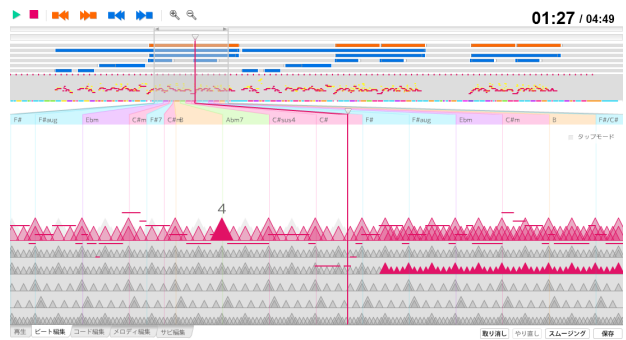 01:27 / 04:49
F# F#aug Ebm C#m F#7 C#m B Abm7 C#sus4 C# F# F#aug Ebm C#m B F#/C#
タップモード
4
再生 ビート編集 コード編集 メロディ編集 サビ編集 取り消し やり直し スムージング 保存